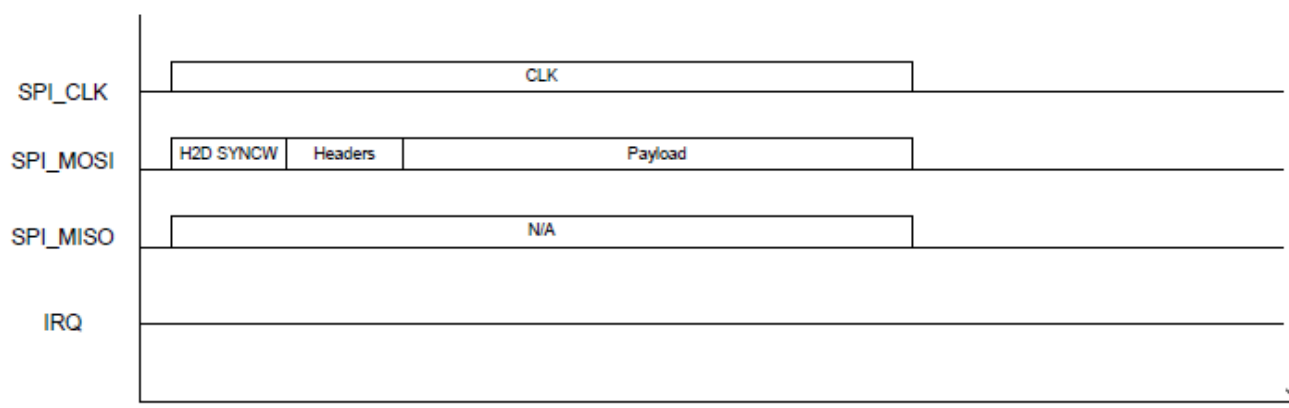 SPI_CLK CLK
SPI_MOSI H2D SYNCW Headers Payload
SPI_MISO N/A
IRQ